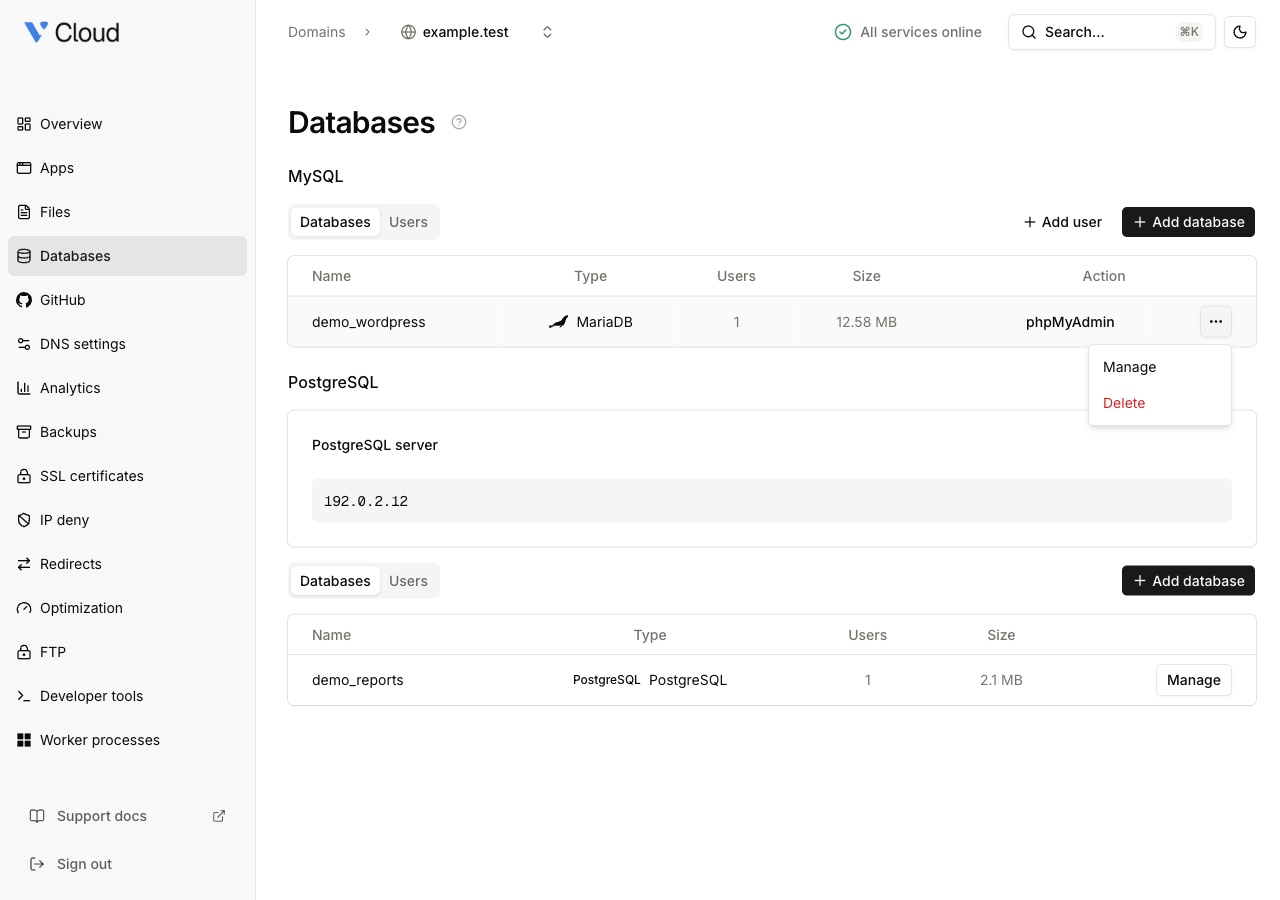 Cloud
Domains
example.test
All services online
Search...
⌘K
Overview
Apps
Files
Databases
GitHub
DNS settings
Analytics
Backups
SSL certificates
IP deny
Redirects
Optimization
FTP
Developer tools
Worker processes
Support docs
Sign out
Databases
MySQL
Databases Users
Add user
Add database
Name Type Users Size Action
demo_wordpress MariaDB 1 12.58 MB phpMyAdmin
Manage
Delete
PostgreSQL
PostgreSQL server
192.0.2.12
Databases Users
Add database
Name Type Users Size
demo_reports PostgreSQL PostgreSQL 1 2.1 MB Manage